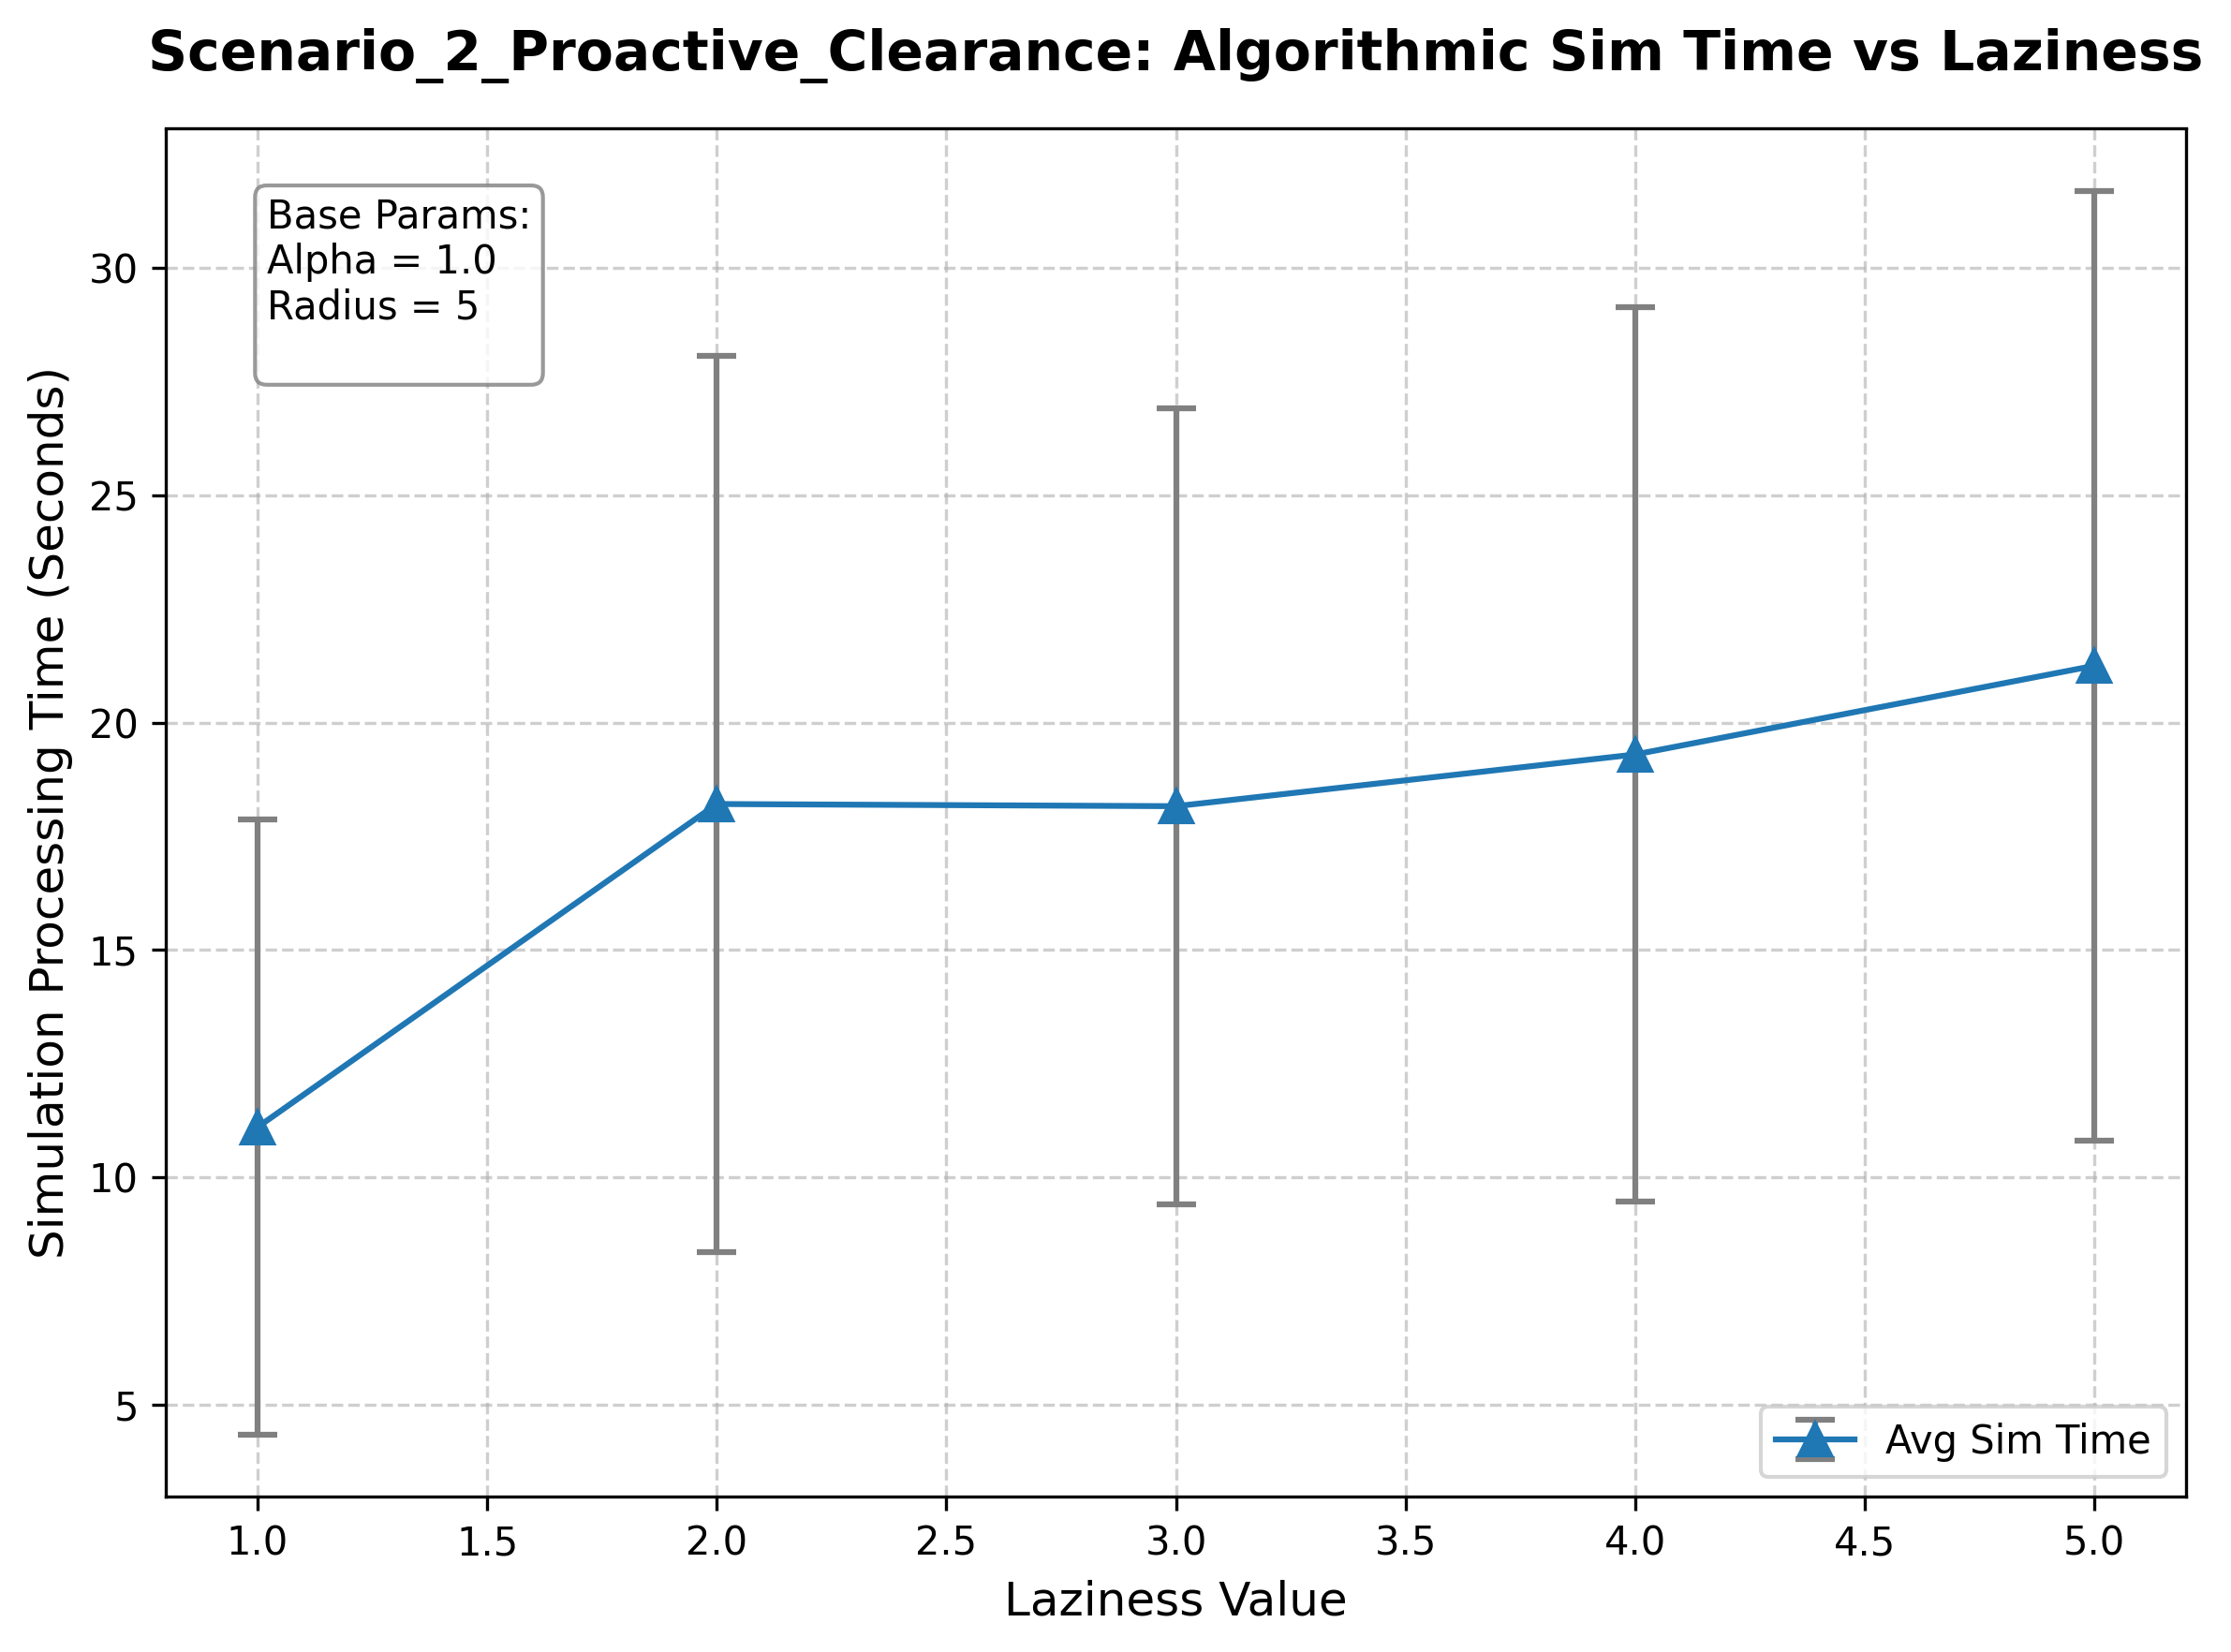 Scenario_2_Proactive_Clearance: Algorithmic Sim Time vs Laziness
Base Params:
Alpha = 1.0
Radius = 5
30
25
20
15
10
5
Simulation Processing Time (Seconds)
Avg Sim Time
1.0 1.5 2.0 2.5 3.0 3.5 4.0 4.5 5.0
Laziness Value